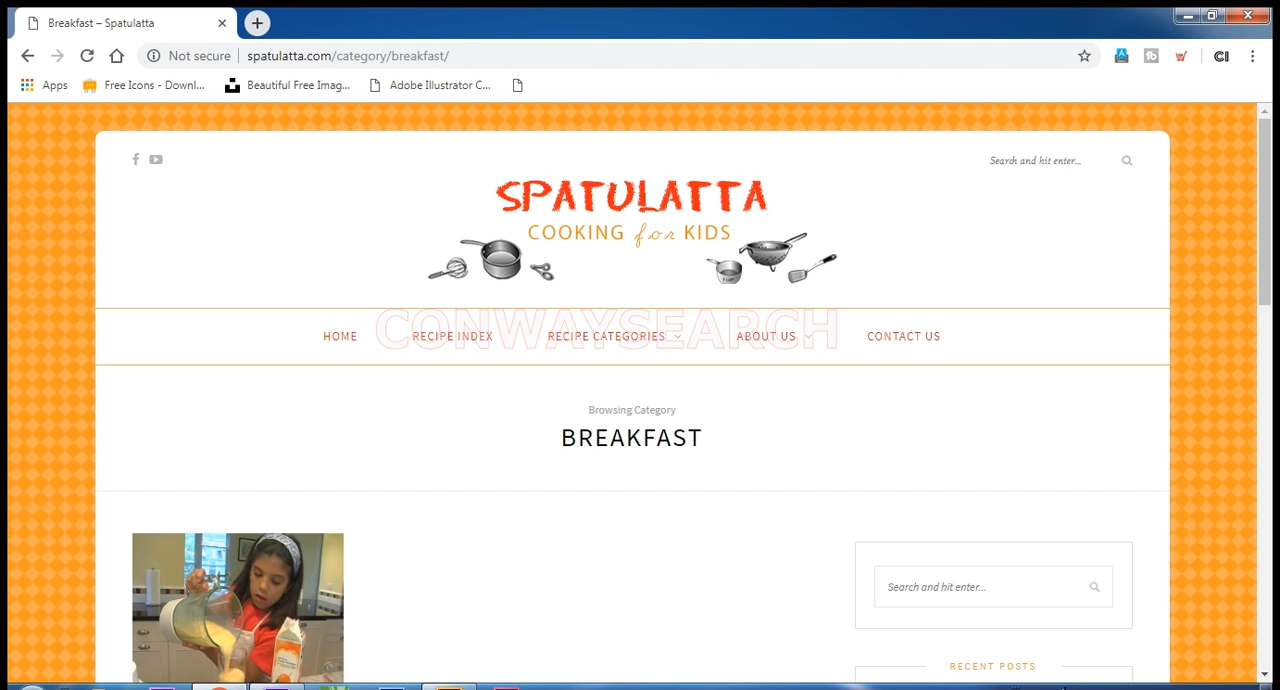 Breakfast – Spatulatta
Not secure
spatulatta.com/category/breakfast/
Apps
Free Icons - Downl...
Beautiful Free Imag...
Adobe Illustrator C...
Search and hit enter...
SPATULATTA
COOKING for KIDS
CONWAYSEARCH
HOME
RECIPE INDEX
RECIPE CATEGORIES
ABOUT US
CONTACT US
Browsing Category
BREAKFAST
Search and hit enter...
RECENT POSTS